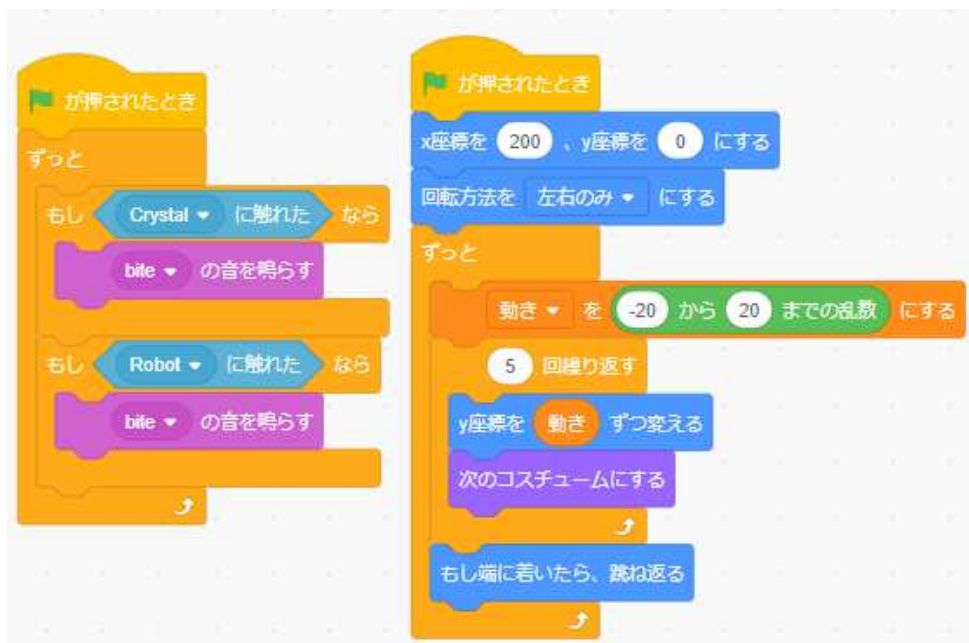 が押されたとき
ずっと
もし Crystal に触れた なら
bite の音を鳴らす
もし Robot に触れた なら
bite の音を鳴らす
が押されたとき
x座標を 200 、y座標を 0 にする
回転方法を 左右のみ にする
ずっと
動き を -20 から 20 までの乱数 にする
5 回繰り返す
y座標を 動き ずつ変える
次のコスチュームにする
もし端に着いたら、跳ね返る